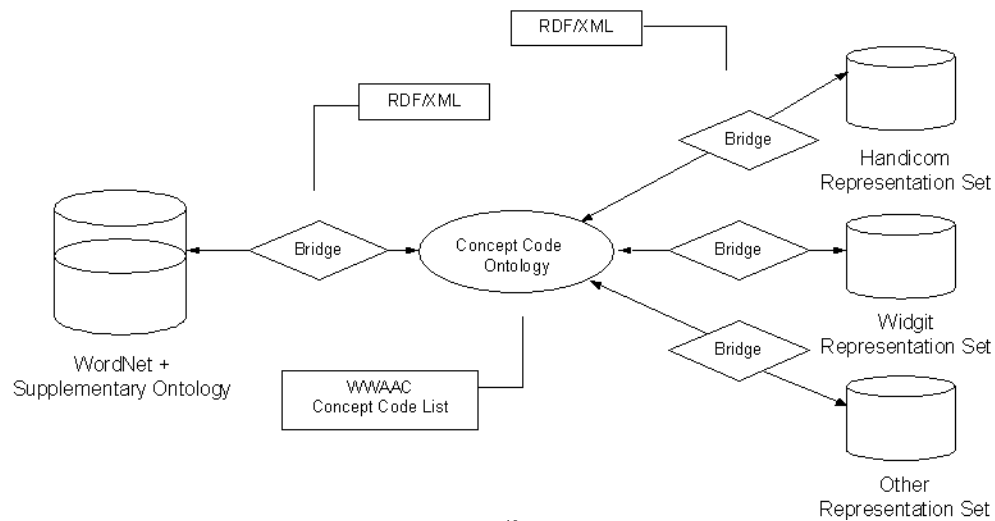 RDF/XML
RDF/XML
Bridge
Handicom
Representation Set
Bridge
Concept Code
Ontology
Bridge
Widgit
Representation Set
WordNet +
Supplementary Ontology
Bridge
WWAAC
Concept Code List
Other
Representation Set